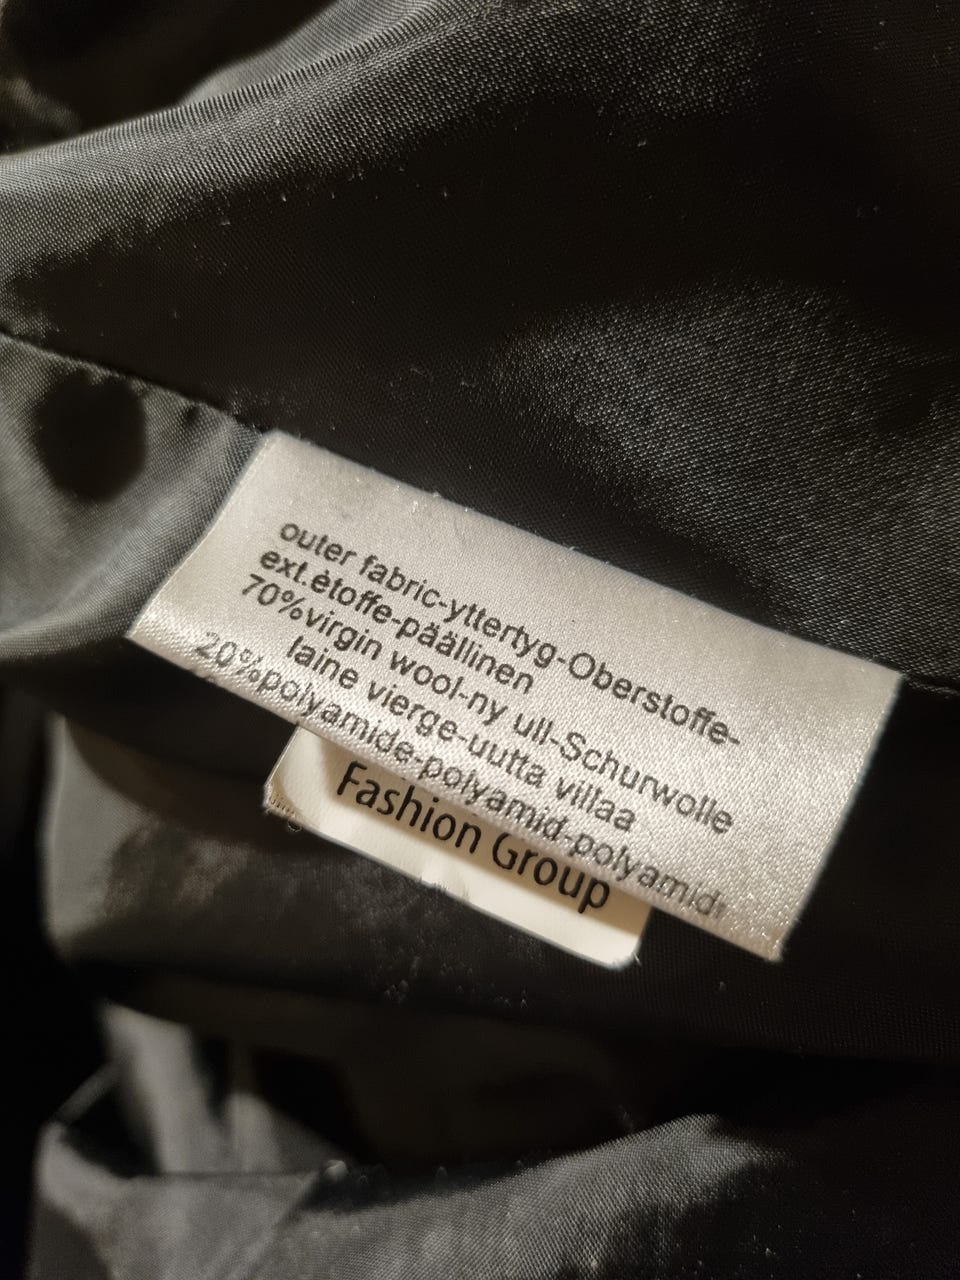 outer fabric-yttertyg-Oberstoffe-
ext.ètoffe-päällinen
70%virgin wool-ny ull-Schurwolle
laine vierge-uutta villaa
20%polyamide-polyamid-polyamidi
Fashion Group